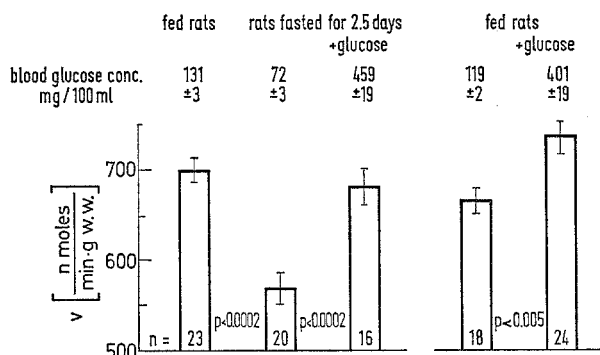 fed rats rats fasted for 2.5 days fed rats
+glucose +glucose
blood glucose conc. 131 72 459 119 401
mg/100ml ±3 ±3 ±19 ±2 ±19
700
600
500
v [n moles / min·g w.w.]
p<0.0002 p<0.0002 p<0.005
n = 23 20 16 18 24